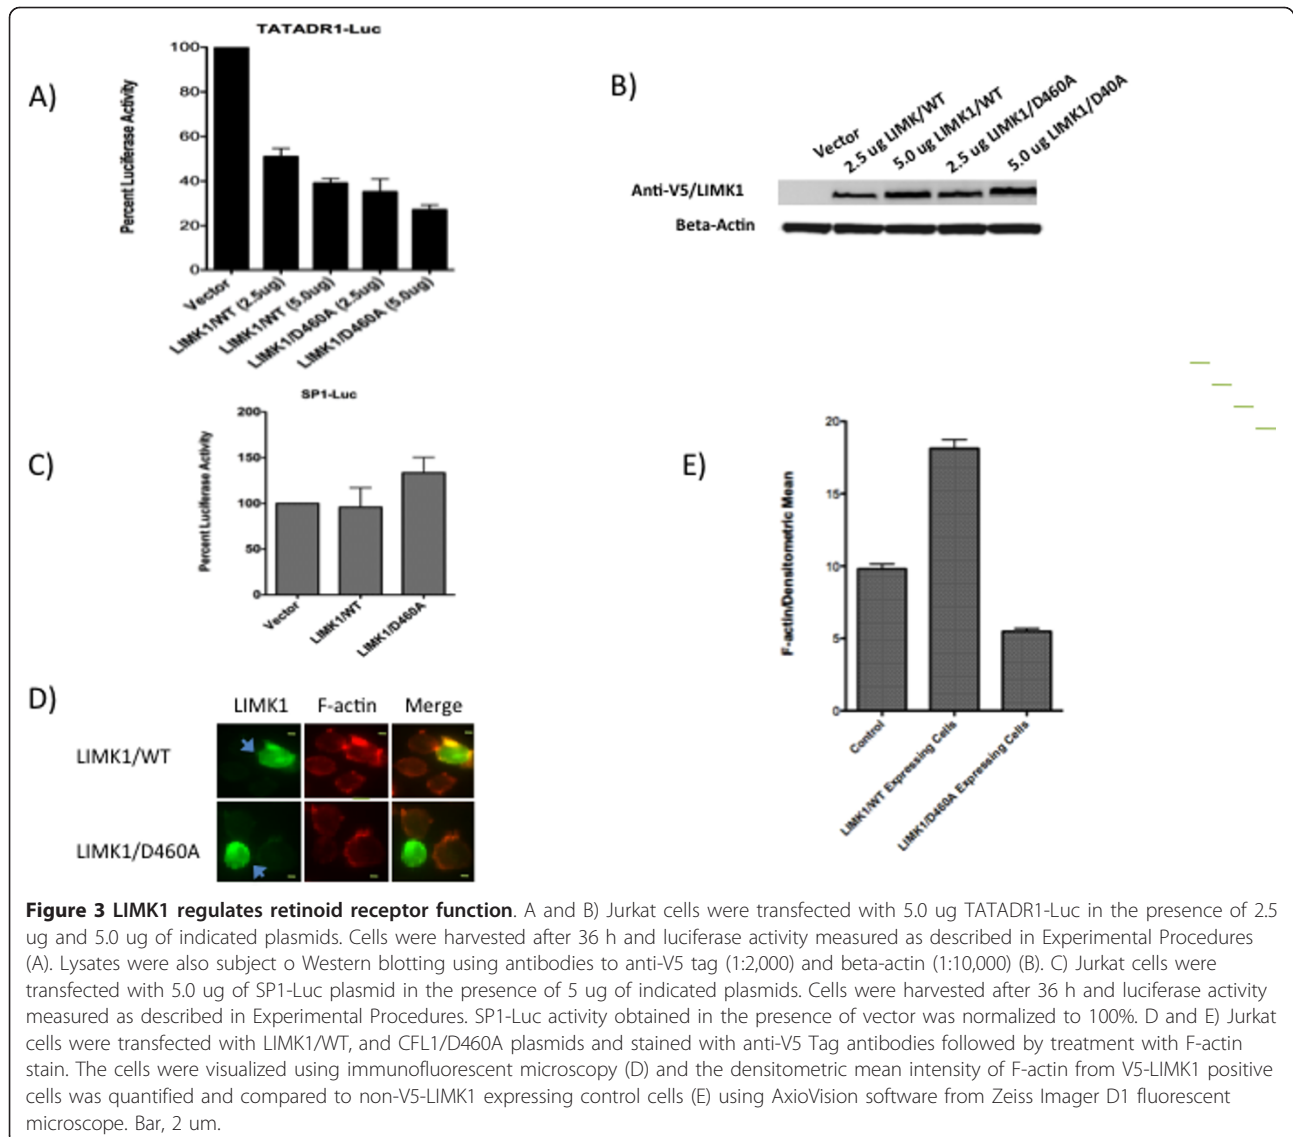 TATADR1-Luc
A)
Percent Luciferase Activity
100
80
60
40
20
0
Vector
LIMK1/WT (2.5ug)
LIMK1/WT (5.0ug)
LIMK1/D460A (2.5ug)
LIMK1/D460A (5.0ug)
B)
Vector
2.5 ug LIMK/WT
5.0 ug LIMK1/WT
2.5 ug LIMK1/D460A
5.0 ug LIMK1/D40A
Anti-V5/LIMK1
Beta-Actin
SP1-Luc
C)
Percent Luciferase Activity
200
150
100
50
0
Vector
LIMK1/WT
LIMK1/D460A
D)
LIMK1 F-actin Merge
LIMK1/WT
LIMK1/D460A
E)
F-actin/Densitometric Mean
20
15
10
5
0
Control
LIMK1/WT Expressing Cells
LIMK1/D460A Expressing Cells
Figure 3 LIMK1 regulates retinoid receptor function. A and B) Jurkat cells were transfected with 5.0 ug TATADR1-Luc in the presence of 2.5
ug and 5.0 ug of indicated plasmids. Cells were harvested after 36 h and luciferase activity measured as described in Experimental Procedures
(A). Lysates were also subject o Western blotting using antibodies to anti-V5 tag (1:2,000) and beta-actin (1:10,000) (B). C) Jurkat cells were
transfected with 5.0 ug of SP1-Luc plasmid in the presence of 5 ug of indicated plasmids. Cells were harvested after 36 h and luciferase activity
measured as described in Experimental Procedures. SP1-Luc activity obtained in the presence of vector was normalized to 100%. D and E) Jurkat
cells were transfected with LIMK1/WT, and CFL1/D460A plasmids and stained with anti-V5 Tag antibodies followed by treatment with F-actin
stain. The cells were visualized using immunofluorescent microscopy (D) and the densitometric mean intensity of F-actin from V5-LIMK1 positive
cells was quantified and compared to non-V5-LIMK1 expressing control cells (E) using AxioVision software from Zeiss Imager D1 fluorescent
microscope. Bar, 2 um.